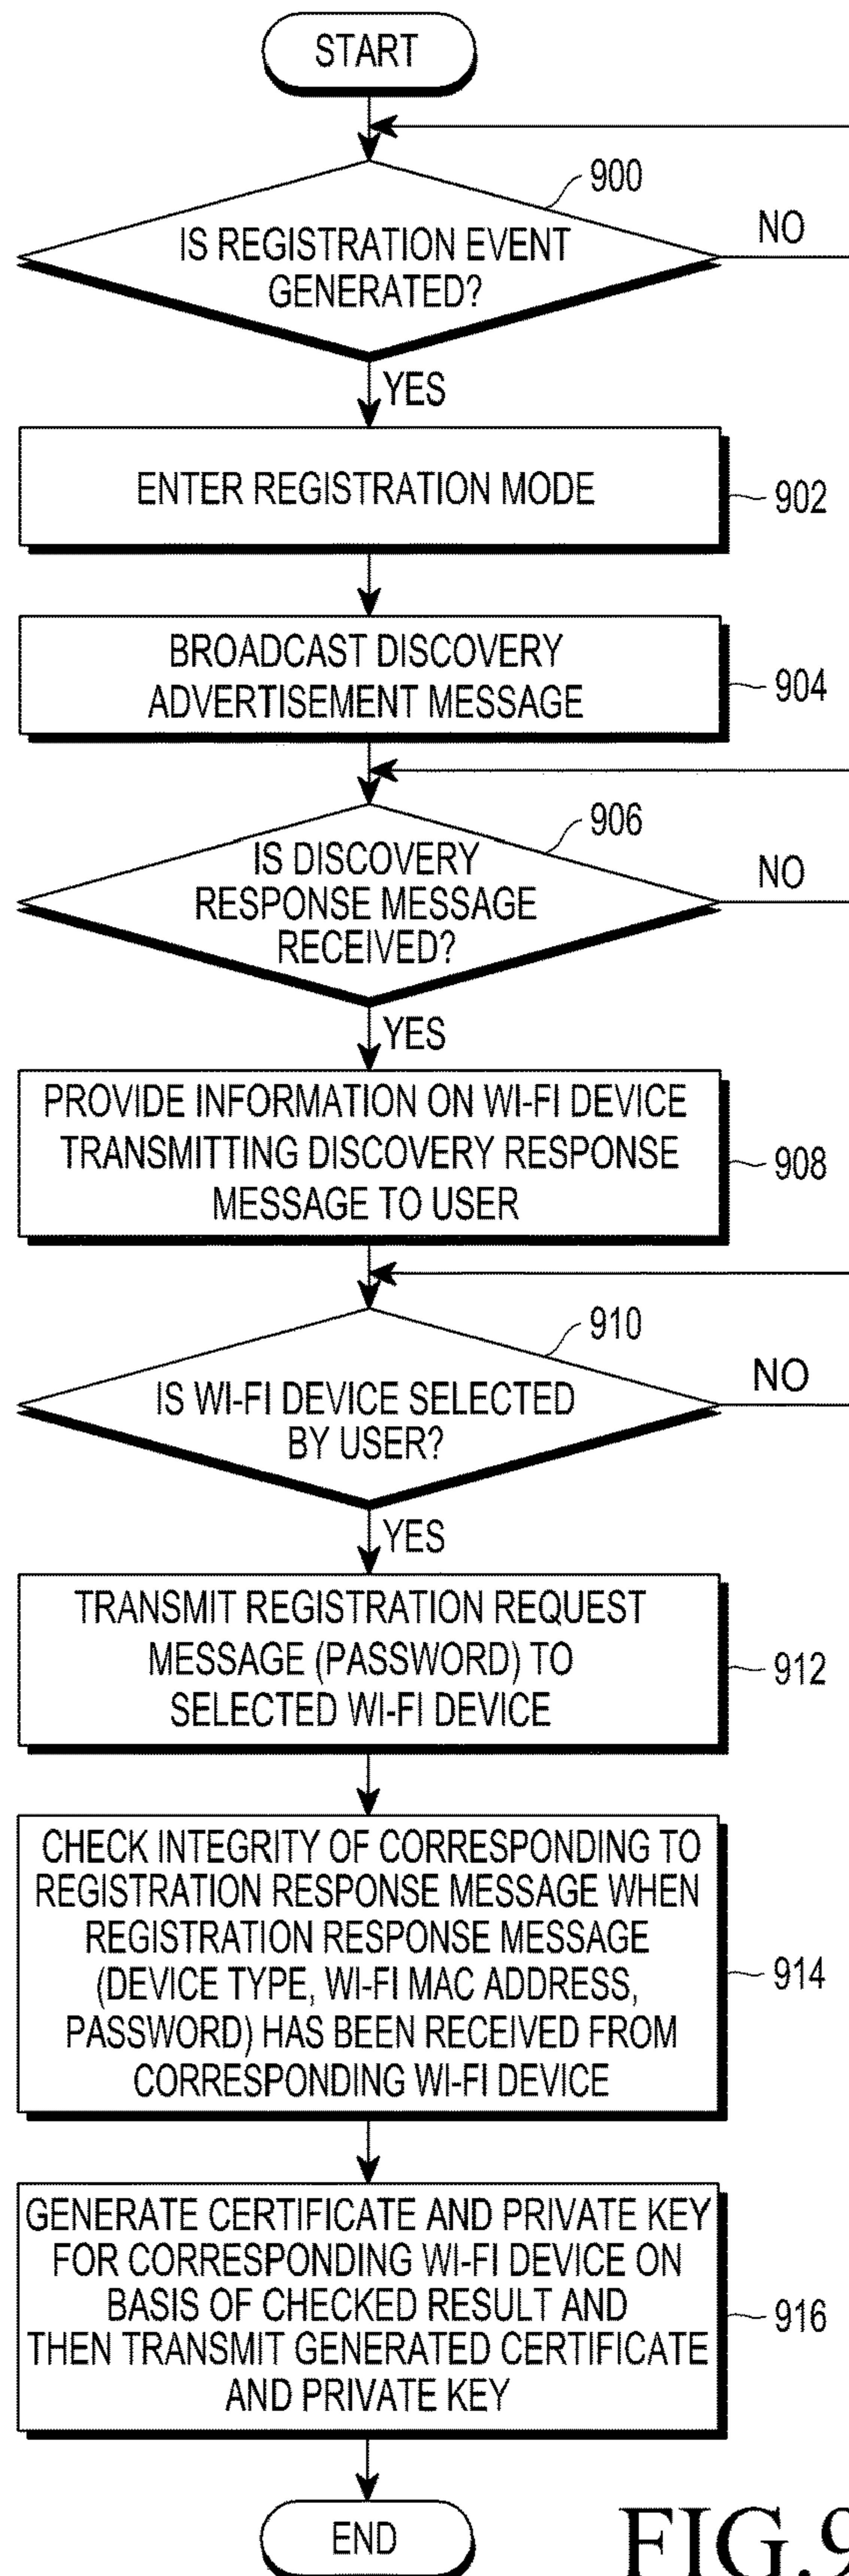 START
900
IS REGISTRATION EVENT
GENERATED?
NO
YES
ENTER REGISTRATION MODE
902
BROADCAST DISCOVERY
ADVERTISEMENT MESSAGE
904
906
IS DISCOVERY
RESPONSE MESSAGE
RECEIVED?
NO
YES
PROVIDE INFORMATION ON WI-FI DEVICE
TRANSMITTING DISCOVERY RESPONSE
MESSAGE TO USER
908
910
IS WI-FI DEVICE SELECTED
BY USER?
NO
YES
TRANSMIT REGISTRATION REQUEST
MESSAGE (PASSWORD) TO
SELECTED WI-FI DEVICE
912
CHECK INTEGRITY OF CORRESPONDING TO
REGISTRATION RESPONSE MESSAGE WHEN
REGISTRATION RESPONSE MESSAGE
(DEVICE TYPE, WI-FI MAC ADDRESS,
PASSWORD) HAS BEEN RECEIVED FROM
CORRESPONDING WI-FI DEVICE
914
GENERATE CERTIFICATE AND PRIVATE KEY
FOR CORRESPONDING WI-FI DEVICE ON
BASIS OF CHECKED RESULT AND
THEN TRANSMIT GENERATED CERTIFICATE
AND PRIVATE KEY
916
END
FIG.9